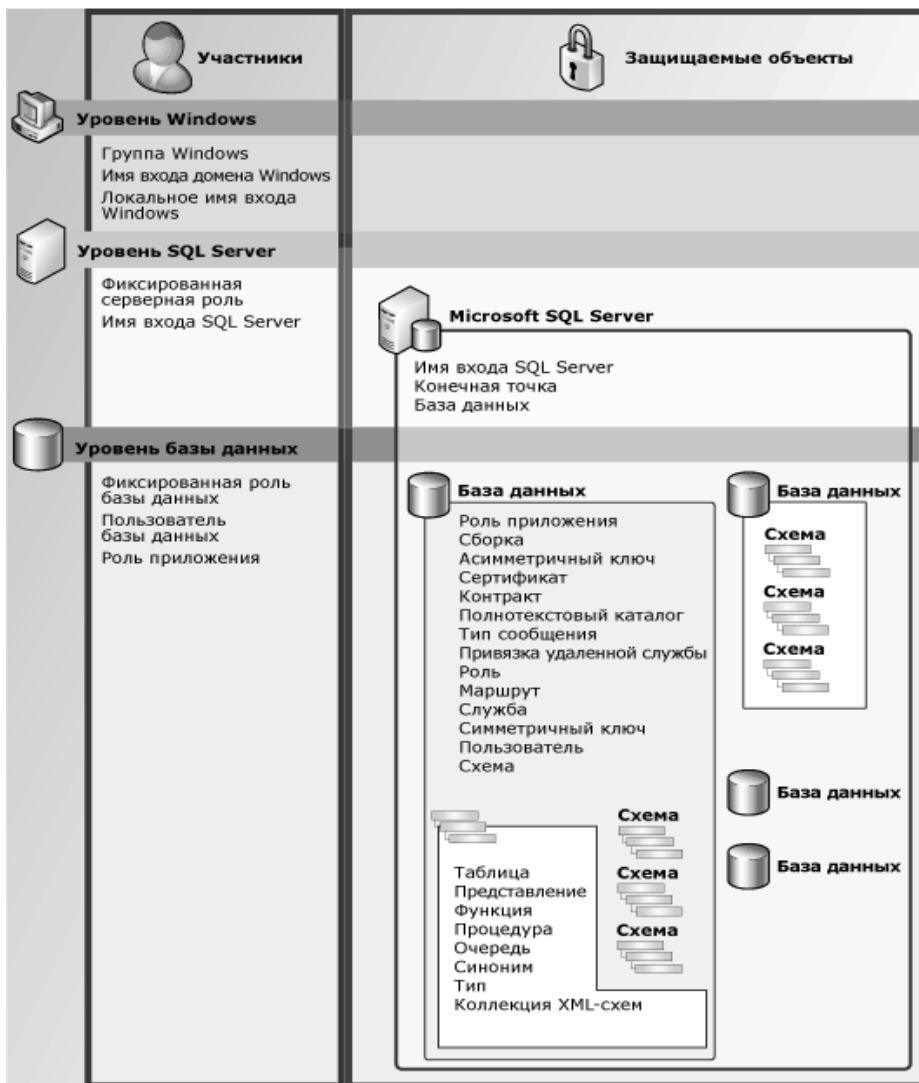 Участники
Защищаемые объекты
Уровень Windows
Группа Windows
Имя входа домена Windows
Локальное имя входа
Windows
Уровень SQL Server
Фиксированная
серверная роль
Имя входа SQL Server
Microsoft SQL Server
Имя входа SQL Server
Конечная точка
База данных
Уровень базы данных
Фиксированная роль
базы данных
Пользователь
базы данных
Роль приложения
База данных
Роль приложения
Сборка
Асимметричный ключ
Сертификат
Контракт
Полнотекстовый каталог
Тип сообщения
Привязка удаленной службы
Роль
Маршрут
Служба
Симметричный ключ
Пользователь
Схема
Таблица
Представление
Функция
Процедура
Очередь
Синоним
Тип
Коллекция XML-схем
Схема
Схема
Схема
База данных
Схема
Схема
Схема
База данных
База данных